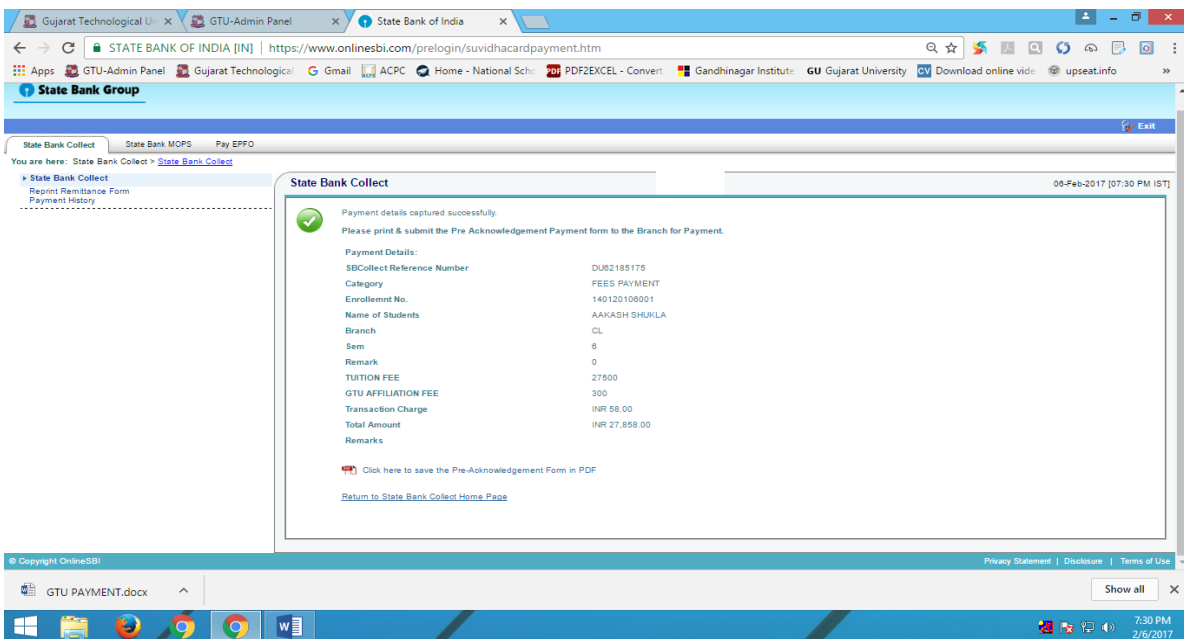 Gujarat Technological Un
GTU-Admin Panel
State Bank of India
STATE BANK OF INDIA [IN] | https://www.onlinesbi.com/prelogin/suvidhacardpayment.htm
Apps GTU-Admin Panel Gujarat Technological Gmail ACPC Home - National Scho PDF PDF2EXCEL - Convert Gandhinagar Institute GU Gujarat University CV Download online vide upseat.info »
State Bank Group
Exit
State Bank Collect State Bank MOPS Pay EPFO
You are here: State Bank Collect > State Bank Collect
State Bank Collect
Reprint Remittance Form
Payment History
State Bank Collect 06-Feb-2017 [07:30 PM IST]
Payment details captured successfully.
Please print & submit the Pre Acknowledgement Payment form to the Branch for Payment.
Payment Details:
SBCollect Reference Number DU62185175
Category FEES PAYMENT
Enrollemnt No. 140120106001
Name of Students AAKASH SHUKLA
Branch CL
Sem 6
Remark 0
TUITION FEE 27500
GTU AFFILIATION FEE 300
Transaction Charge INR 58.00
Total Amount INR 27,858.00
Remarks
Click here to save the Pre-Acknowledgement Form in PDF
Return to State Bank Collect Home Page
© Copyright OnlineSBI Privacy Statement | Disclosure | Terms of Use
GTU PAYMENT.docx Show all
7:30 PM
2/6/2017